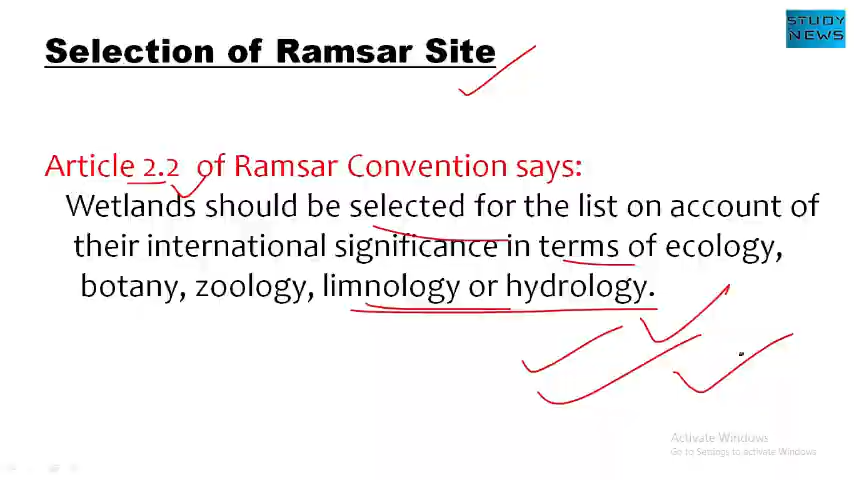 STUDY
NEWS
Selection of Ramsar Site
Article 2.2 of Ramsar Convention says:
Wetlands should be selected for the list on account of
their international significance in terms of ecology,
botany, zoology, limnology or hydrology.
Activate Windows
Go to Settings to activate Windows